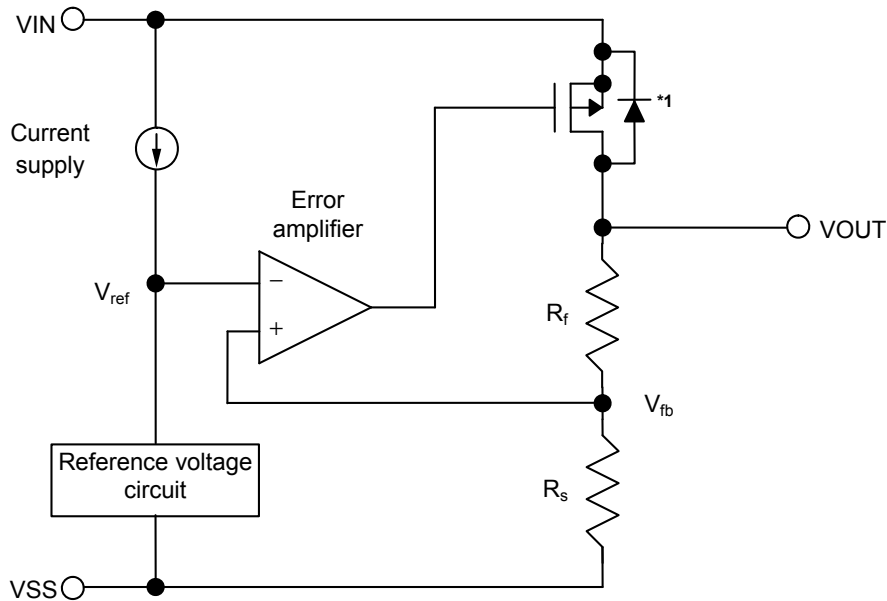 VIN
*1
Current
supply
Error
amplifier
VOUT
Vref
−
+
Rf
Vfb
Reference voltage
circuit
Rs
VSS